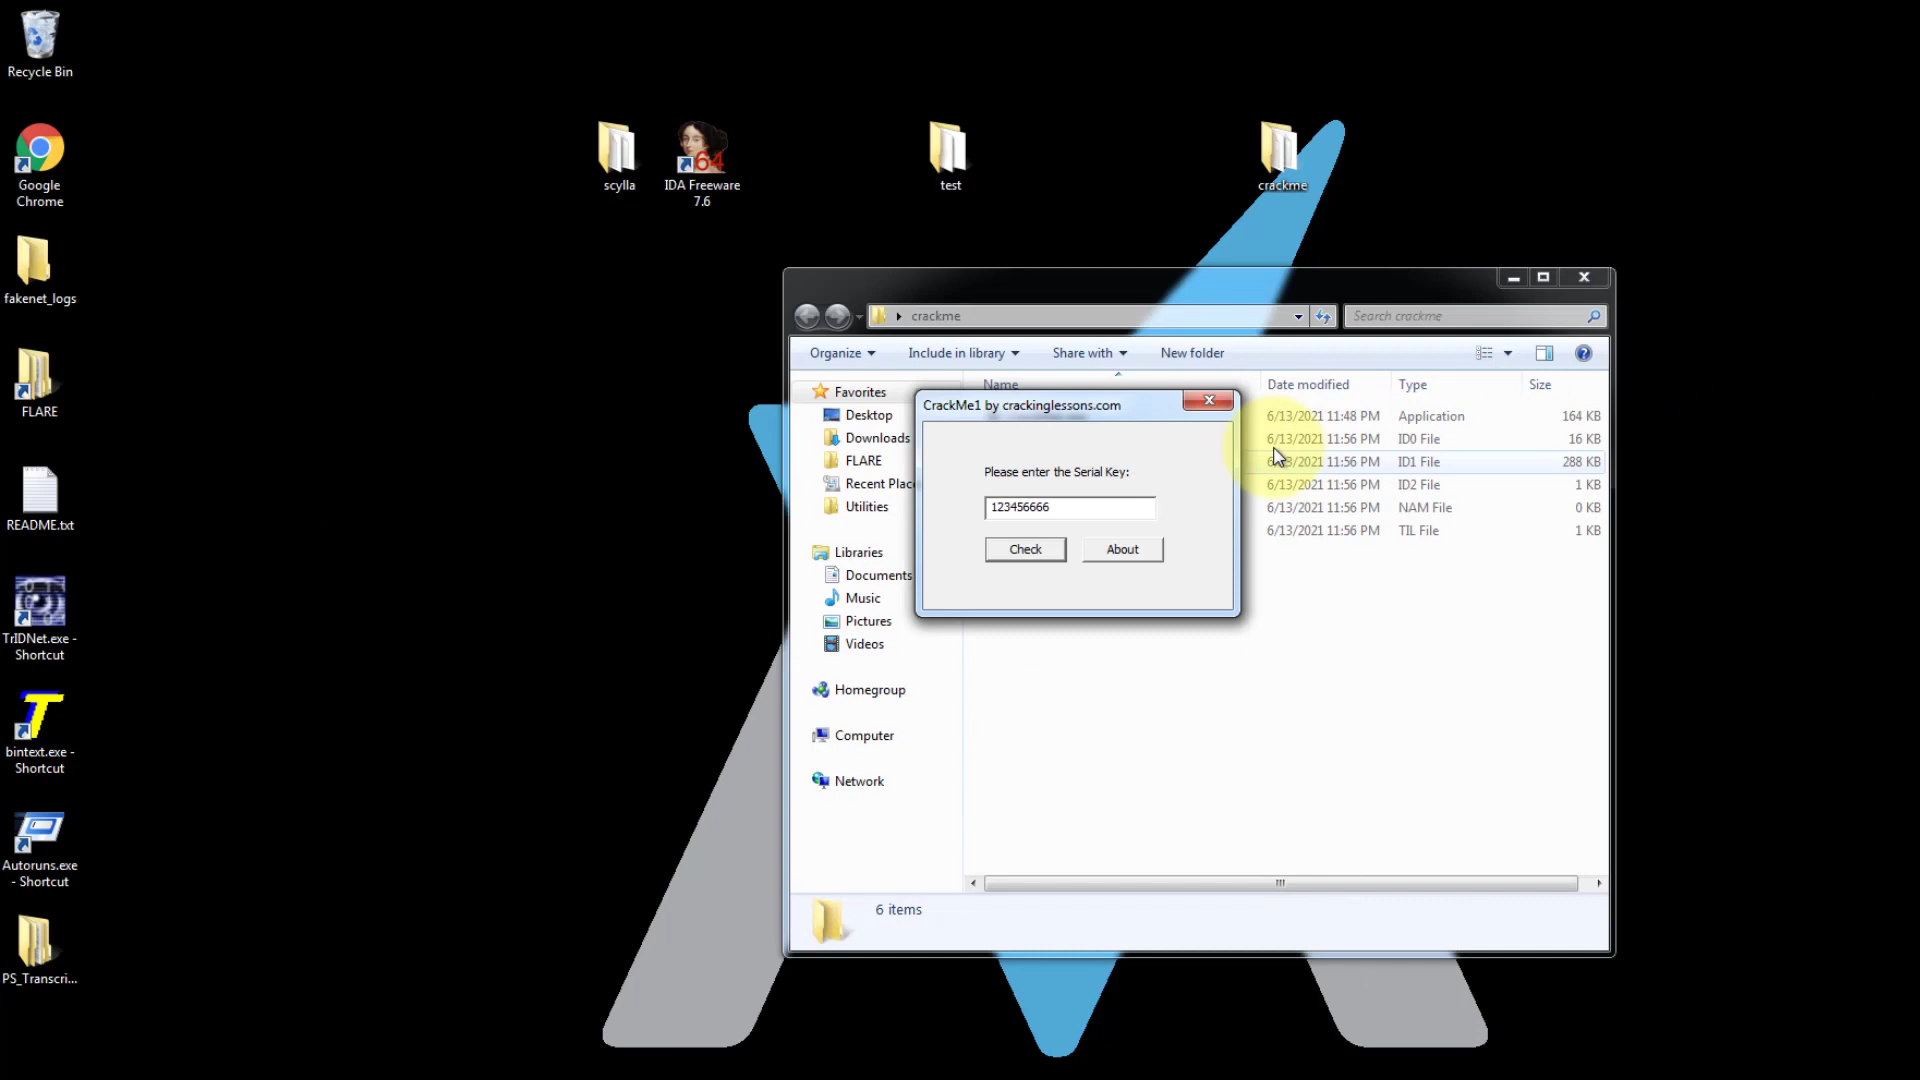 Recycle Bin
Google
Chrome
fakenet_logs
FLARE
README.txt
TrIDNet.exe -
Shortcut
bintext.exe -
Shortcut
Autoruns.exe
- Shortcut
PS_Transcri...
scylla
64
IDA Freeware
7.6
test
crackme
crackme
Search crackme
Organize
Include in library
Share with
New folder
Name
Date modified
Type
Size
Favorites
Desktop
Downloads
FLARE
Recent Plac
Utilities
Libraries
Documents
Music
Pictures
Videos
Homegroup
Computer
Network
6/13/2021 11:48 PM Application 164 KB
6/13/2021 11:56 PM ID0 File 16 KB
6/13/2021 11:56 PM ID1 File 288 KB
6/13/2021 11:56 PM ID2 File 1 KB
6/13/2021 11:56 PM NAM File 0 KB
6/13/2021 11:56 PM TIL File 1 KB
CrackMe1 by crackinglessons.com
Please enter the Serial Key:
123456666
Check
About
6 items